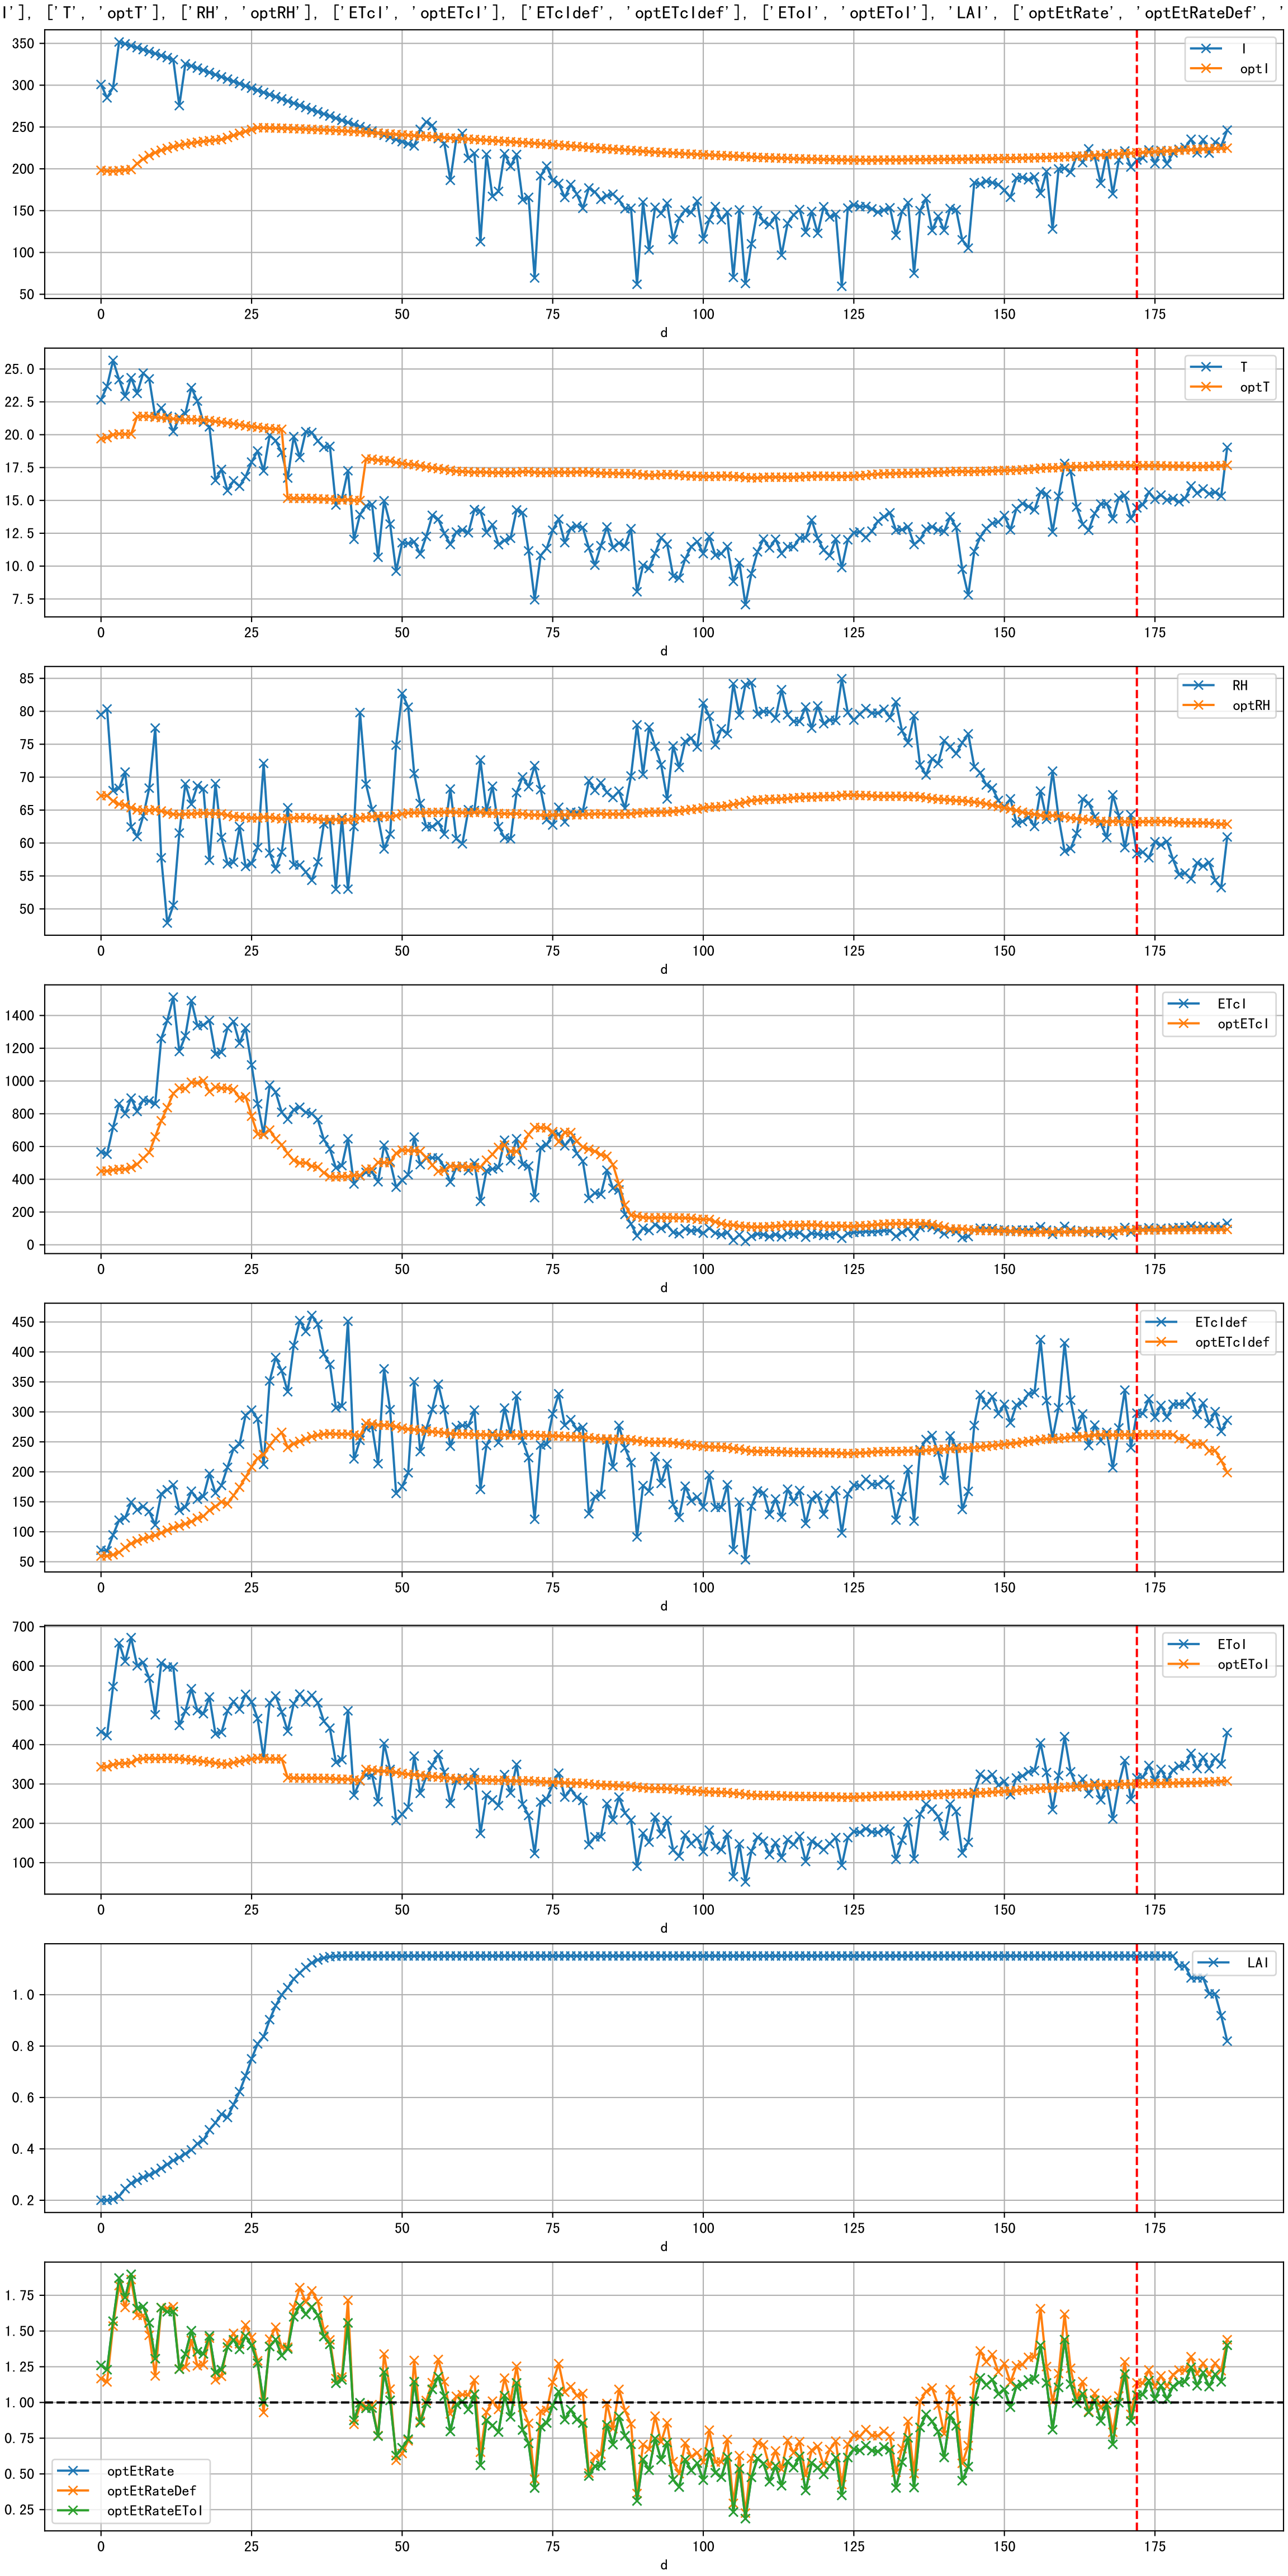 I'], ['T', 'optT'], ['RH', 'optRH'], ['ETcI', 'optETcI'], ['ETcIdef', 'optETcIdef'], ['EToI', 'optEToI'], 'LAI', ['optEtRate', 'optEtRateDef', '
350
300
250
200
150
100
50
I
optI
0 25 50 75 100 125 150 175
d
25.0
22.5
20.0
17.5
15.0
12.5
10.0
7.5
T
optT
0 25 50 75 100 125 150 175
d
85
80
75
70
65
60
55
50
RH
optRH
0 25 50 75 100 125 150 175
d
1400
1200
1000
800
600
400
200
0
ETcI
optETcI
0 25 50 75 100 125 150 175
d
450
400
350
300
250
200
150
100
50
ETcIdef
optETcIdef
0 25 50 75 100 125 150 175
d
700
600
500
400
300
200
100
EToI
optEToI
0 25 50 75 100 125 150 175
d
1.0
0.8
0.6
0.4
0.2
LAI
0 25 50 75 100 125 150 175
d
1.75
1.50
1.25
1.00
0.75
0.50
0.25
optEtRate
optEtRateDef
optEtRateEToI
0 25 50 75 100 125 150 175
d